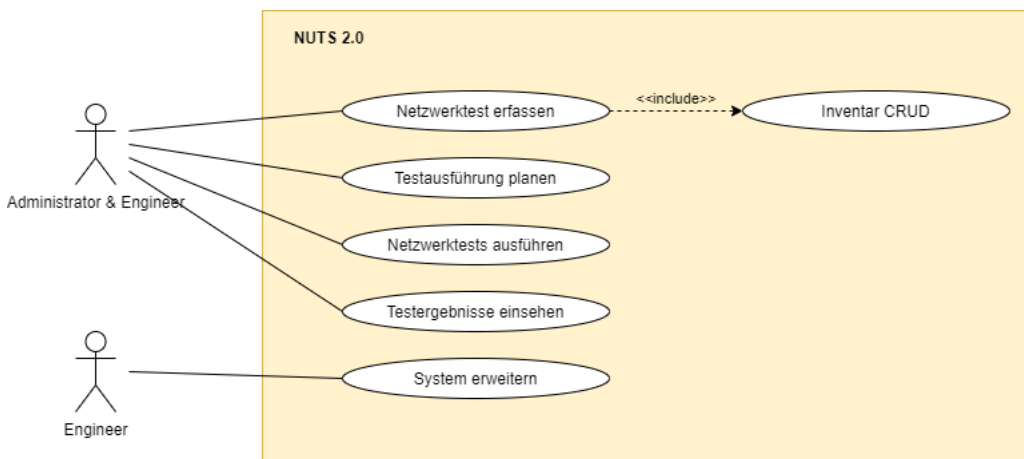 NUTS 2.0
Netzwerktest erfassen
<<include>>
Inventar CRUD
Testausführung planen
Administrator & Engineer
Netzwerktests ausführen
Testergebnisse einsehen
System erweitern
Engineer